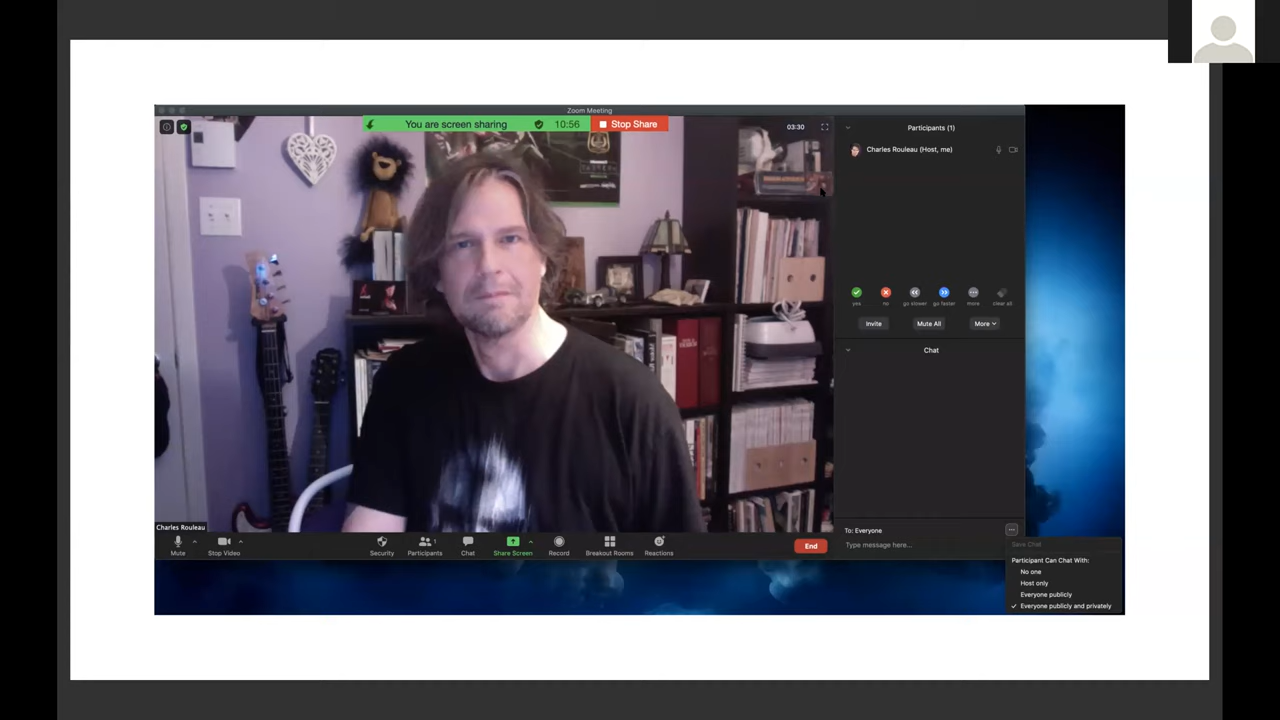 Zoom Meeting
You are screen sharing 10:56 Stop Share
03:30
Participants (1)
Charles Rouleau (Host, me)
yes no go slower go faster more clear all
Invite Mute All More
Chat
Charles Rouleau
To: Everyone
Type message here...
Save Chat
Participant Can Chat With:
No one
Host only
Everyone publicly
Everyone publicly and privately
Mute Stop Video Security Participants 1 Chat Share Screen Record Breakout Rooms Reactions End